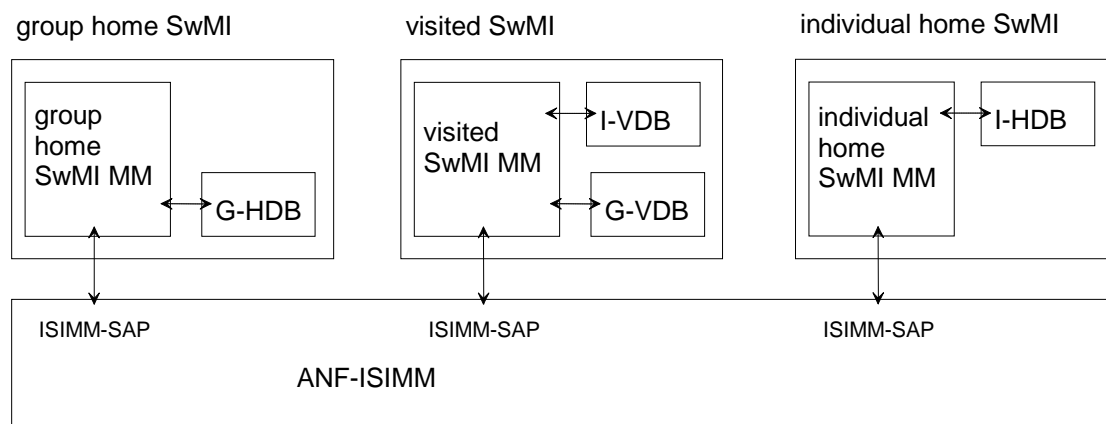 group home SwMI
visited SwMI
individual home SwMI
group
home
SwMI MM
G-HDB
visited
SwMI MM
I-VDB
G-VDB
individual
home
SwMI MM
I-HDB
ISIMM-SAP
ISIMM-SAP
ISIMM-SAP
ANF-ISIMM